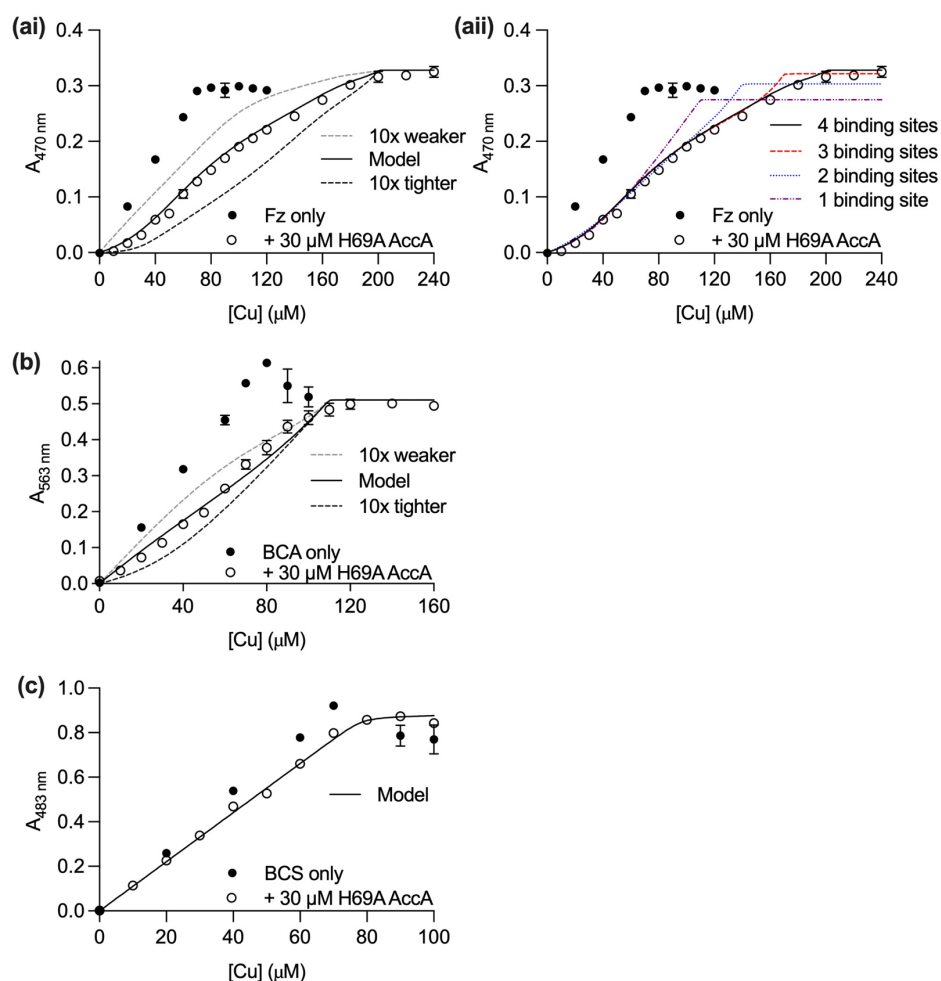 (ai)
0.4
0.3
0.2
0.1
0.0
A470 nm
0 40 80 120 160 200 240
[Cu] (µM)
10x weaker
Model
10x tighter
Fz only
+ 30 µM H69A AccA
(aii)
0.4
0.3
0.2
0.1
0.0
A470 nm
0 40 80 120 160 200 240
[Cu] (µM)
4 binding sites
3 binding sites
2 binding sites
1 binding site
Fz only
+ 30 µM H69A AccA
(b)
0.6
0.5
0.4
0.3
0.2
0.1
0.0
A563 nm
0 40 80 120 160
[Cu] (µM)
10x weaker
Model
10x tighter
BCA only
+ 30 µM H69A AccA
(c)
1.0
0.8
0.6
0.4
0.2
0.0
A483 nm
0 20 40 60 80 100
[Cu] (µM)
Model
BCS only
+ 30 µM H69A AccA